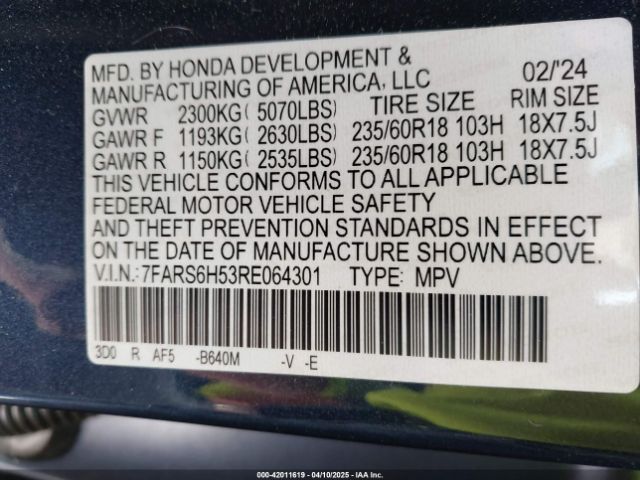 MFD. BY HONDA DEVELOPMENT &
MANUFACTURING OF AMERICA, LLC 02/'24
GVWR 2300KG( 5070LBS) TIRE SIZE RIM SIZE
GAWR F 1193KG( 2630LBS) 235/60R18 103H 18X7.5J
GAWR R 1150KG( 2535LBS) 235/60R18 103H 18X7.5J
THIS VEHICLE CONFORMS TO ALL APPLICABLE
FEDERAL MOTOR VEHICLE SAFETY
AND THEFT PREVENTION STANDARDS IN EFFECT
ON THE DATE OF MANUFACTURE SHOWN ABOVE.
V.I.N.:7FARS6H53RE064301 TYPE: MPV
3D0 R AF5 -B640M -V -E
000-42011619 - 04/10/2025 - IAAI Inc.